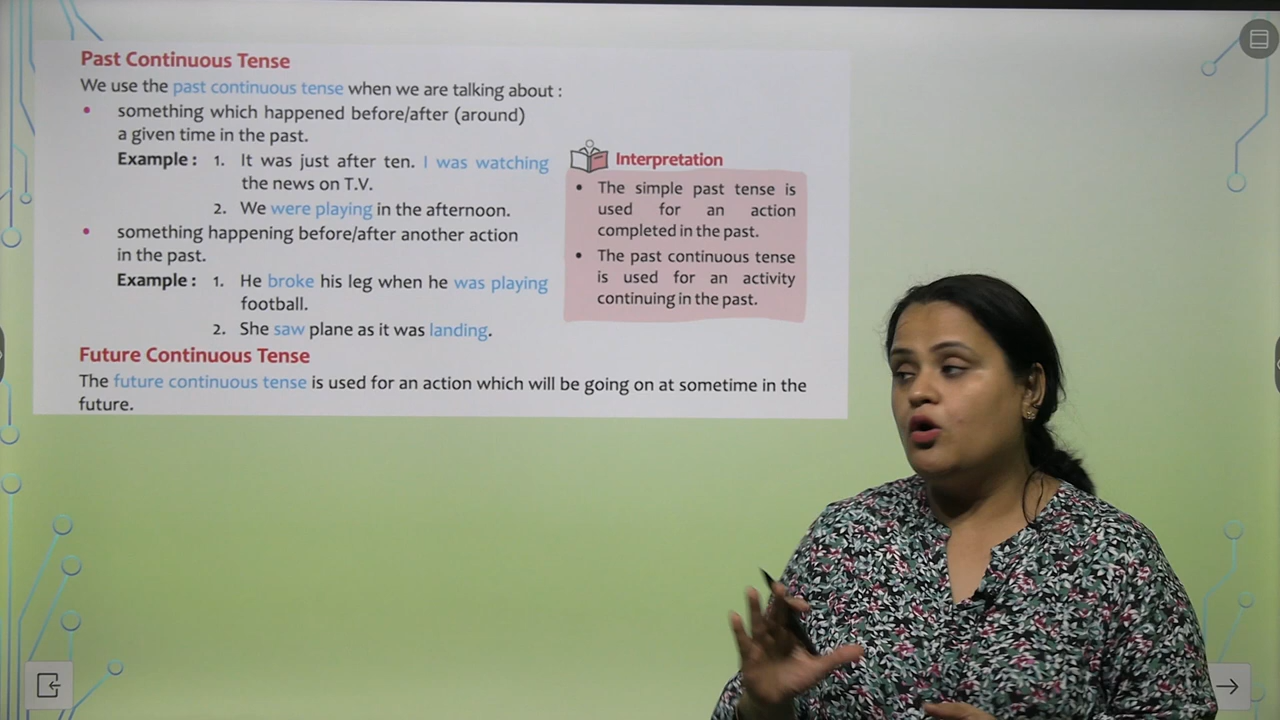 Past Continuous Tense
We use the past continuous tense when we are talking about :
• something which happened before/after (around)
a given time in the past.
Example : 1. It was just after ten. I was watching
the news on T.V.
2. We were playing in the afternoon.
• something happening before/after another action
in the past.
Example : 1. He broke his leg when he was playing
football.
2. She saw plane as it was landing.
Interpretation
• The simple past tense is
used for an action
completed in the past.
• The past continuous tense
is used for an activity
continuing in the past.
Future Continuous Tense
The future continuous tense is used for an action which will be going on at sometime in the
future.